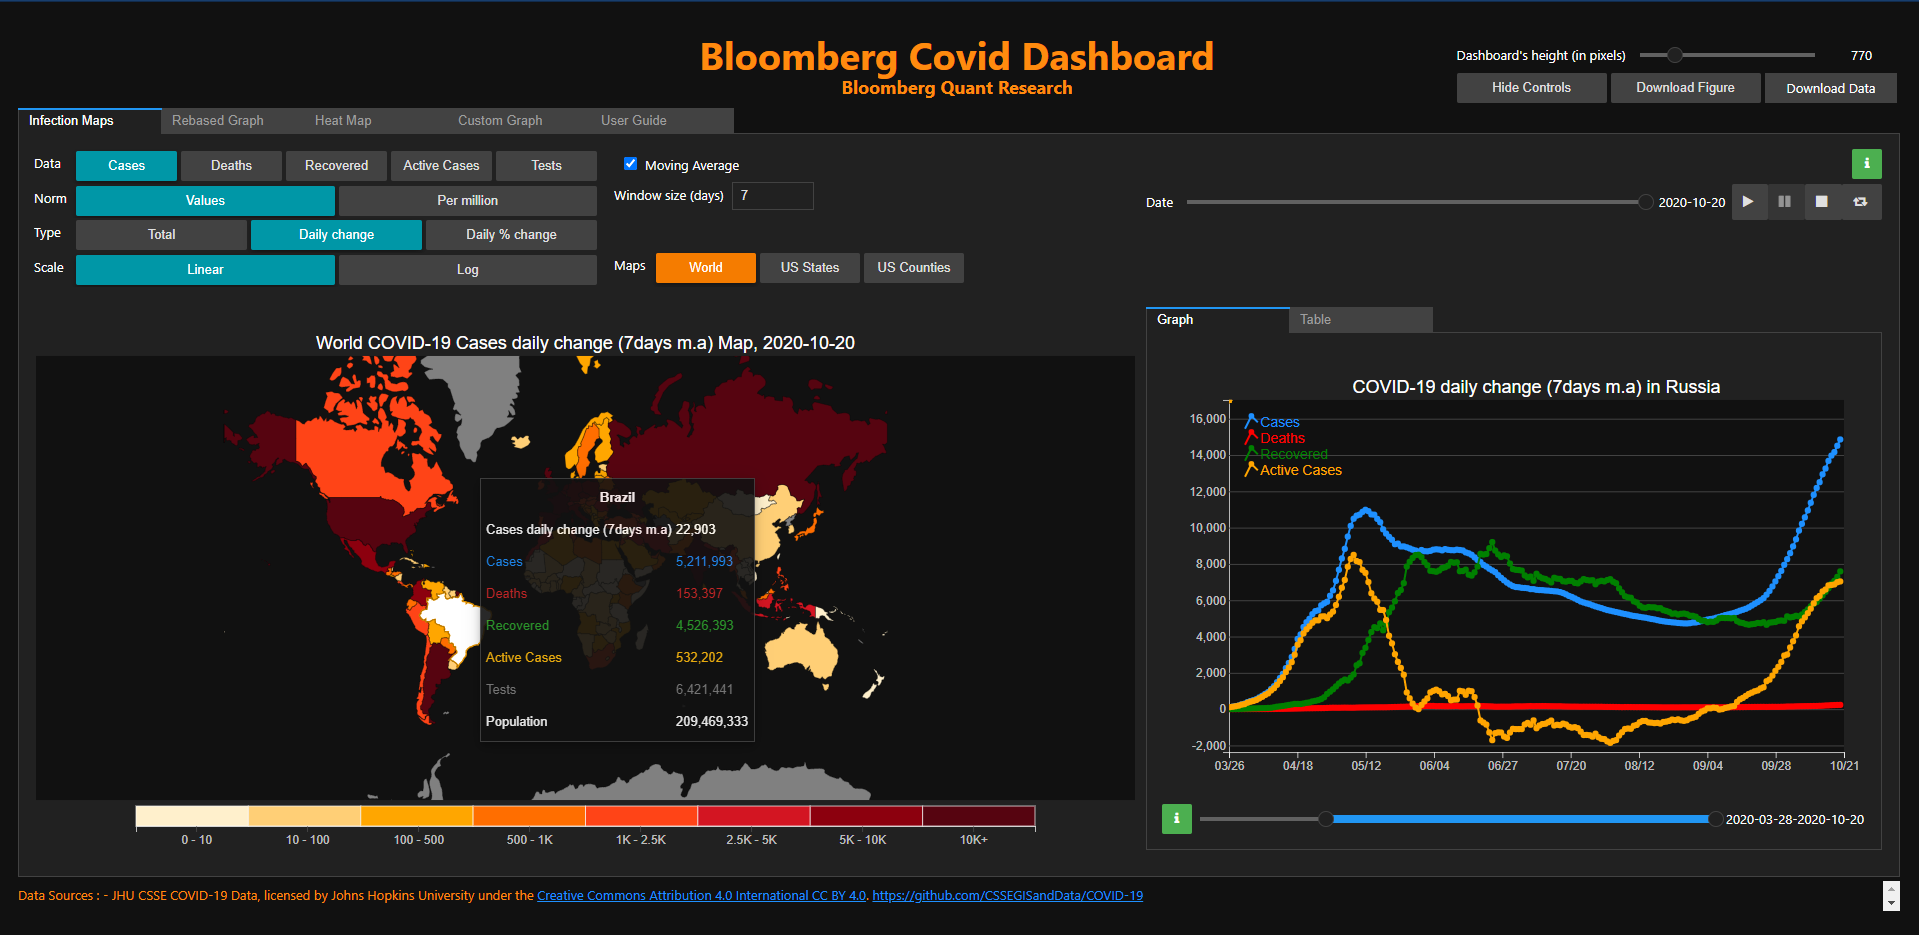 Bloomberg Covid Dashboard
Bloomberg Quant Research
Dashboard's height (in pixels) 770
Hide Controls Download Figure Download Data
Infection Maps Rebased Graph Heat Map Custom Graph User Guide
Data Cases Deaths Recovered Active Cases Tests
Moving Average
Norm Values Per million
Window size (days) 7
Date 2020-10-20
Type Total Daily change Daily % change
Scale Linear Log
Maps World US States US Counties
World COVID-19 Cases daily change (7days m.a) Map, 2020-10-20
Brazil
Cases daily change (7days m.a) 22,903
Cases 5,211,993
Deaths 153,397
Recovered 4,526,393
Active Cases 532,202
Tests 6,421,441
Population 209,469,333
0 - 10 10 - 100 100 - 500 500 - 1K 1K - 2.5K 2.5K - 5K 5K - 10K 10K+
Graph Table
COVID-19 daily change (7days m.a) in Russia
Cases
Deaths
Recovered
Active Cases
16,000
14,000
12,000
10,000
8,000
6,000
4,000
2,000
0
-2,000
03/26 04/18 05/12 06/04 06/27 07/20 08/12 09/04 09/28 10/21
2020-03-28-2020-10-20
Data Sources : - JHU CSSE COVID-19 Data, licensed by Johns Hopkins University under the Creative Commons Attribution 4.0 International CC BY 4.0. https://github.com/CSSEGISandData/COVID-19